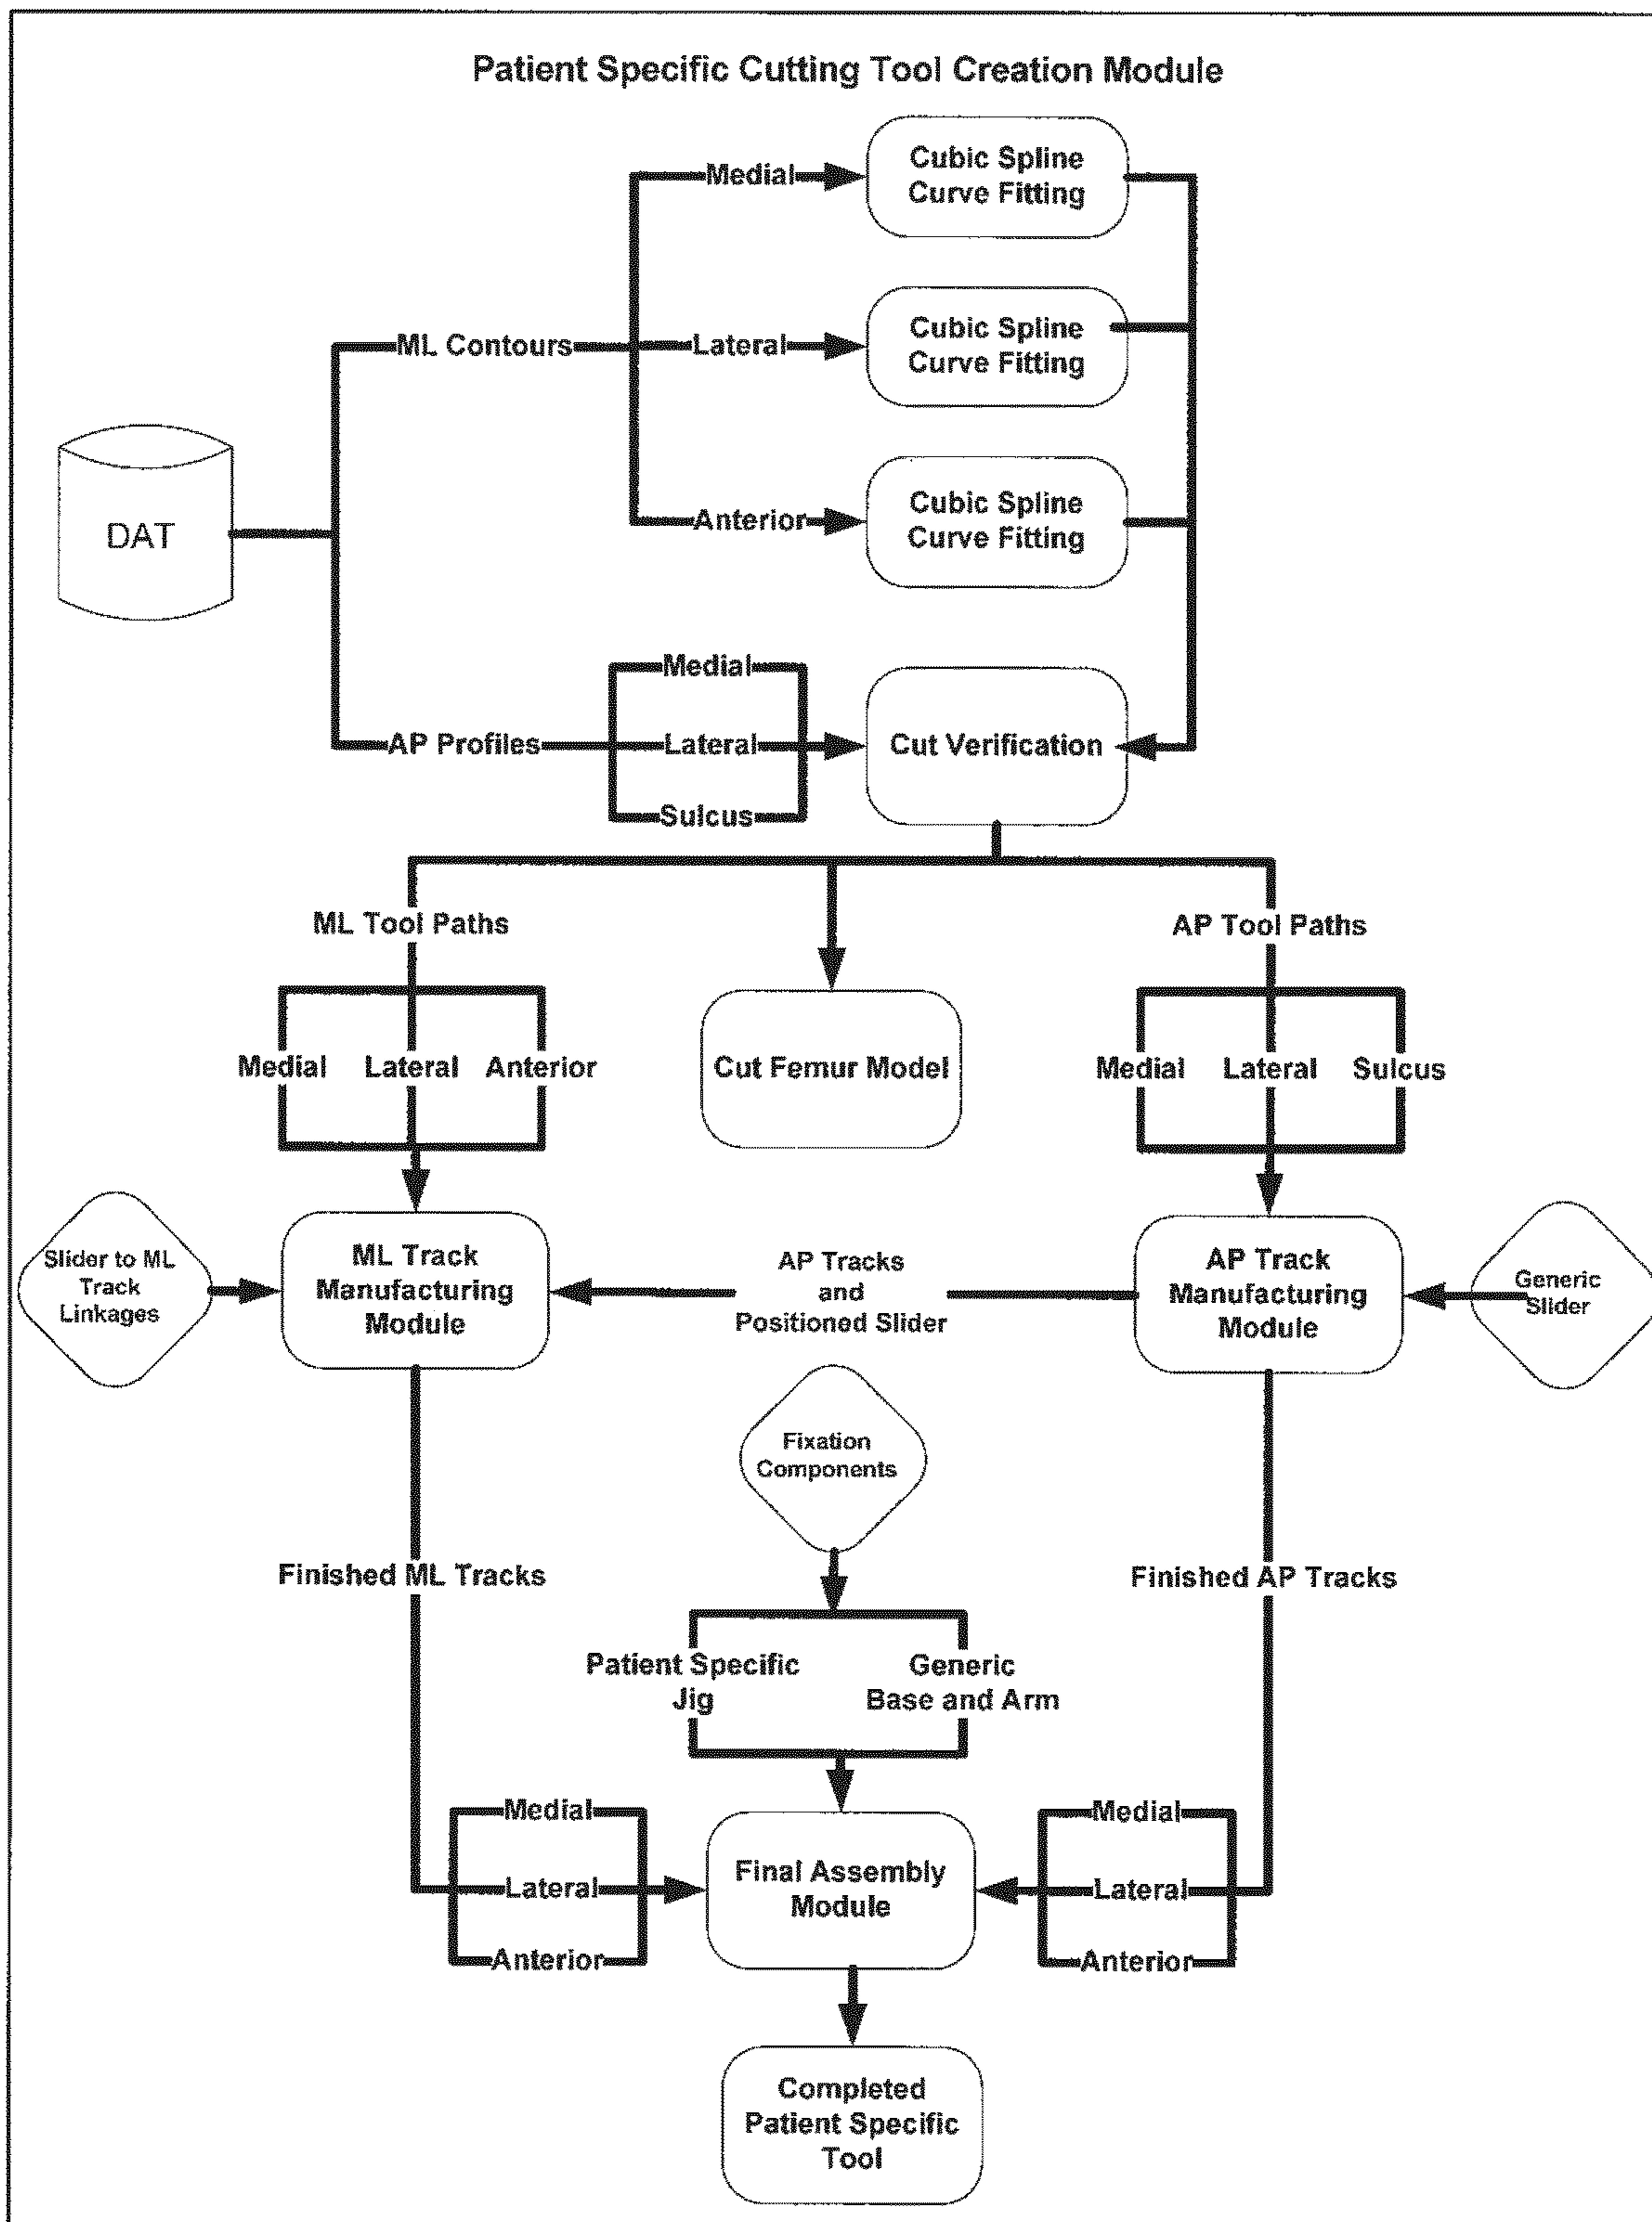 Patient Specific Cutting Tool Creation Module
Medial
Cubic Spline
Curve Fitting
ML Contours
Lateral
Cubic Spline
Curve Fitting
DAT
Anterior
Cubic Spline
Curve Fitting
Medial
AP Profiles
Lateral
Cut Verification
Sulcus
ML Tool Paths
AP Tool Paths
Medial
Lateral
Anterior
Cut Femur Model
Medial
Lateral
Sulcus
Slider to ML
Track
Linkages
ML Track
Manufacturing
Module
AP Tracks
and
Positioned Slider
AP Track
Manufacturing
Module
Generic
Slider
Fixation
Components
Finished ML Tracks
Finished AP Tracks
Patient Specific
Jig
Generic
Base and Arm
Medial
Lateral
Anterior
Final Assembly
Module
Medial
Lateral
Anterior
Completed
Patient Specific
Tool